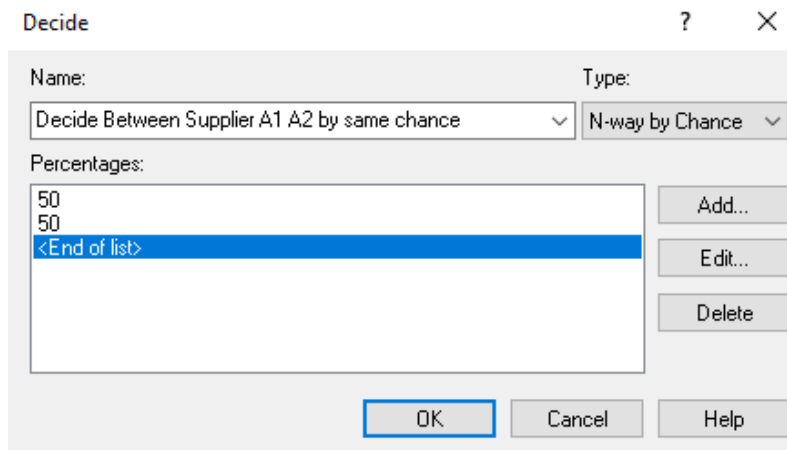 Decide ? X
Name: Type:
Decide Between Supplier A1 A2 by same chance N-way by Chance
Percentages:
50
50
<End of list>
Add...
Edit...
Delete
OK Cancel Help